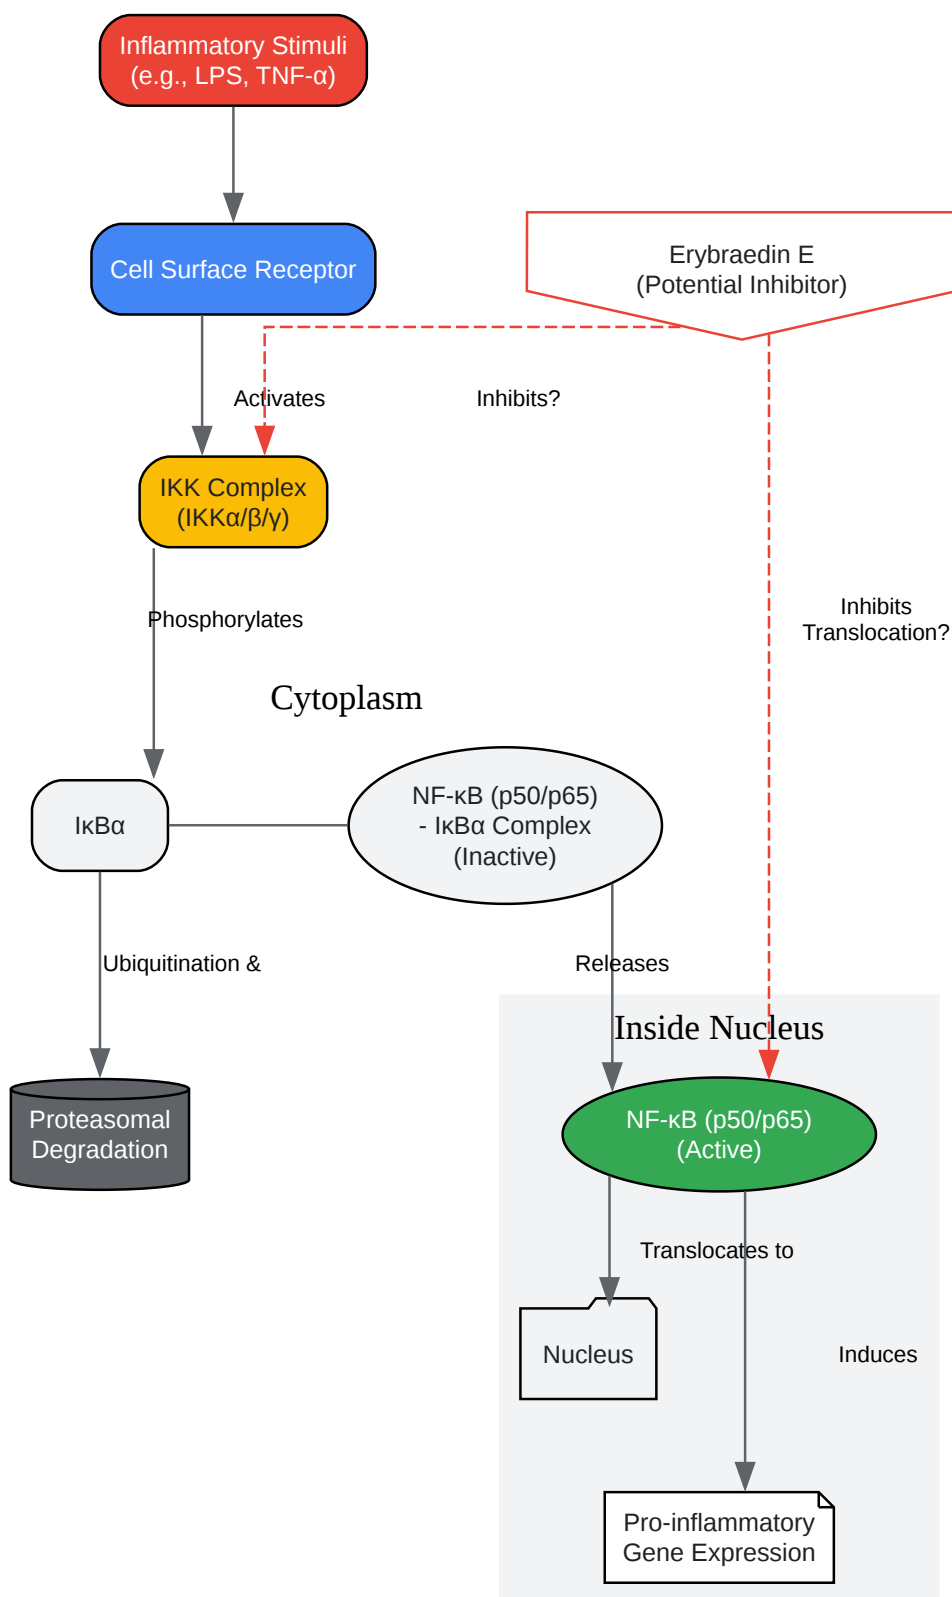 Inflammatory Stimuli
(e.g., LPS, TNF-α)
Cell Surface Receptor
Erybraedin E
(Potential Inhibitor)
Activates
Inhibits?
IKK Complex
(IKKα/β/γ)
Phosphorylates
Inhibits
Translocation?
Cytoplasm
IκBα
NF-κB (p50/p65)
- IκBα Complex
(Inactive)
Ubiquitination &
Releases
Inside Nucleus
Proteasomal
Degradation
NF-κB (p50/p65)
(Active)
Translocates to
Nucleus
Induces
Pro-inflammatory
Gene Expression